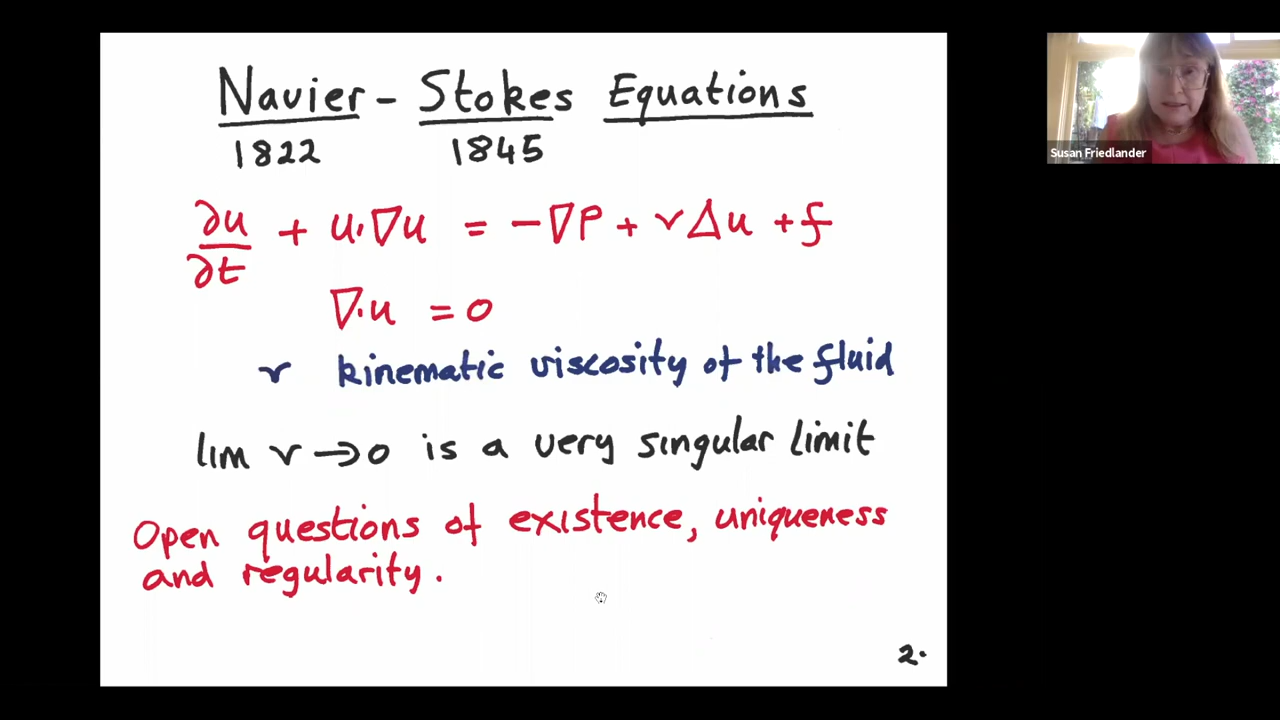 Navier - Stokes Equations
1822 1845
∂u/∂t + u·∇u = -∇P + ν∆u + f
∇·u = 0
ν kinematic viscosity of the fluid
lim ν → 0 is a very singular limit
Open questions of existence, uniqueness
and regularity.
2.
Susan Friedlander